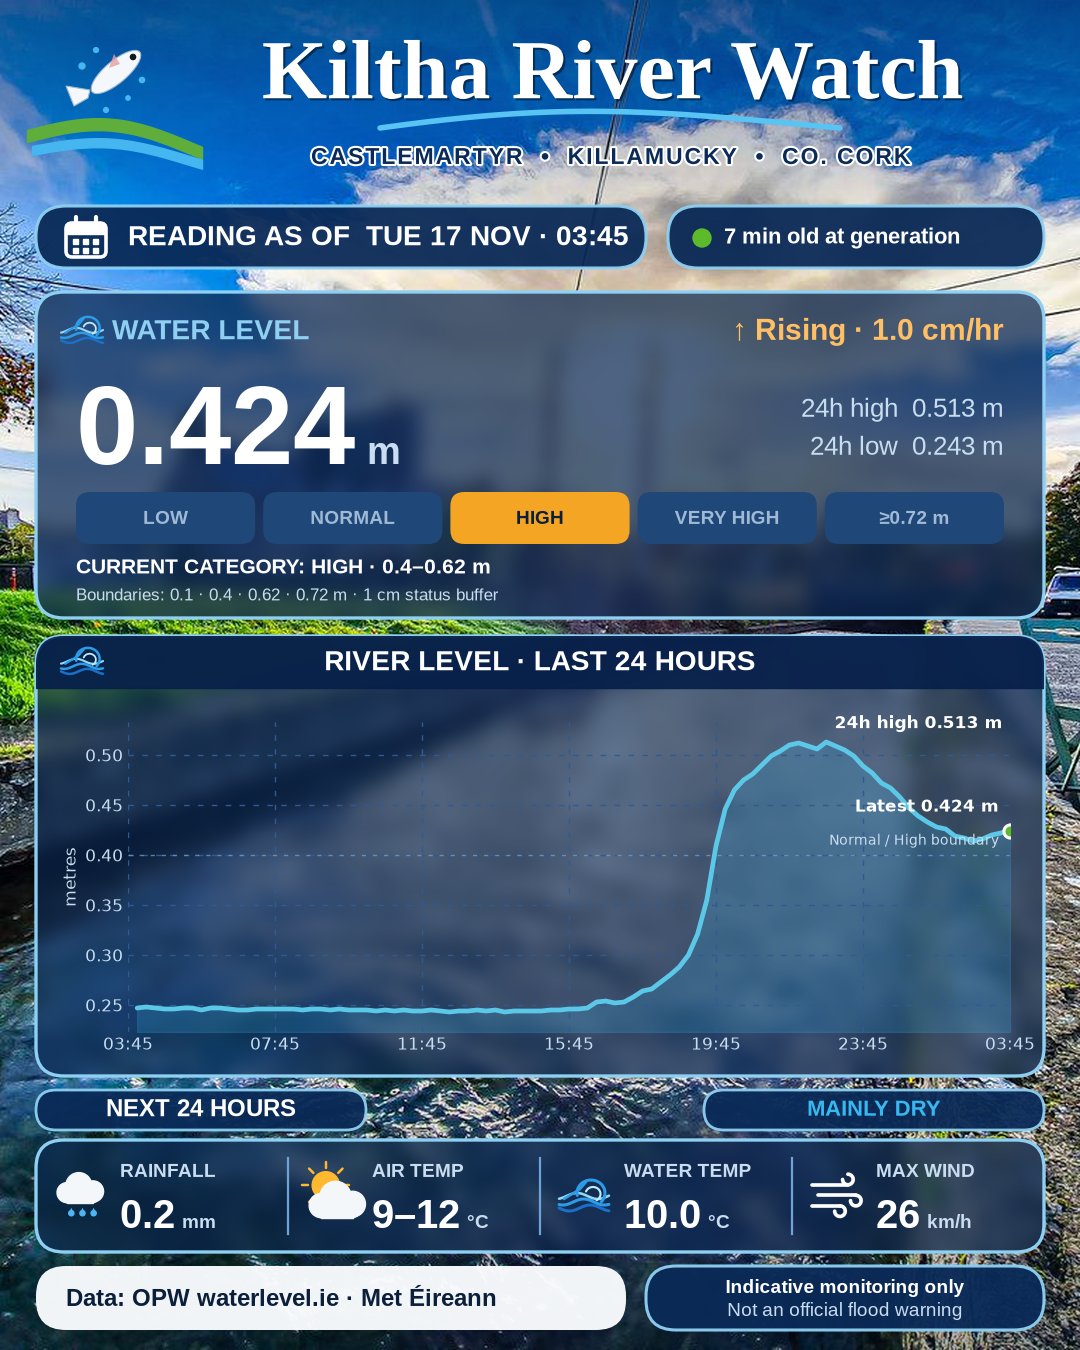 Kiltha River Watch
CASTLEMARTYR • KILLAMUCKY • CO. CORK
READING AS OF TUE 17 NOV · 03:45
7 min old at generation
WATER LEVEL
↑ Rising · 1.0 cm/hr
0.424 m
24h high 0.513 m
24h low 0.243 m
LOW
NORMAL
HIGH
VERY HIGH
≥0.72 m
CURRENT CATEGORY: HIGH · 0.4–0.62 m
Boundaries: 0.1 · 0.4 · 0.62 · 0.72 m · 1 cm status buffer
RIVER LEVEL · LAST 24 HOURS
24h high 0.513 m
Latest 0.424 m
Normal / High boundary
metres
0.50
0.45
0.40
0.35
0.30
0.25
03:45
07:45
11:45
15:45
19:45
23:45
03:45
NEXT 24 HOURS
MAINLY DRY
RAINFALL
0.2 mm
AIR TEMP
9–12 °C
WATER TEMP
10.0 °C
MAX WIND
26 km/h
Data: OPW waterlevel.ie · Met Éireann
Indicative monitoring only
Not an official flood warning